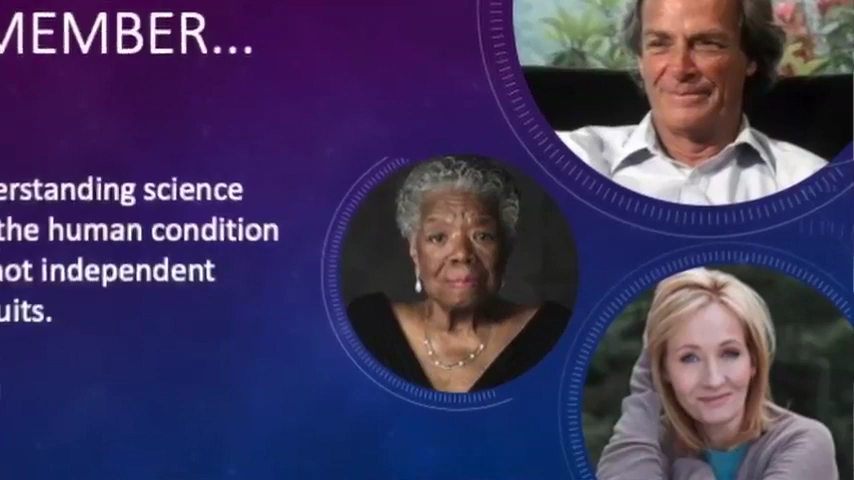 MEMBER...
erstanding science
the human condition
not independent
uits.